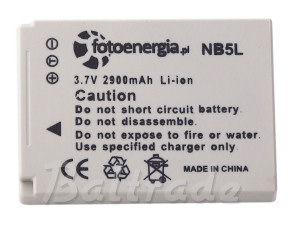 fotoenergia.pl NB5L
3.7V 2900mAh Li-ion
Caution
Do not short circuit battery.
Do not disassemble.
Do not expose to fire or water
Use specified charger only.
MADE IN CHINA
Baltrade